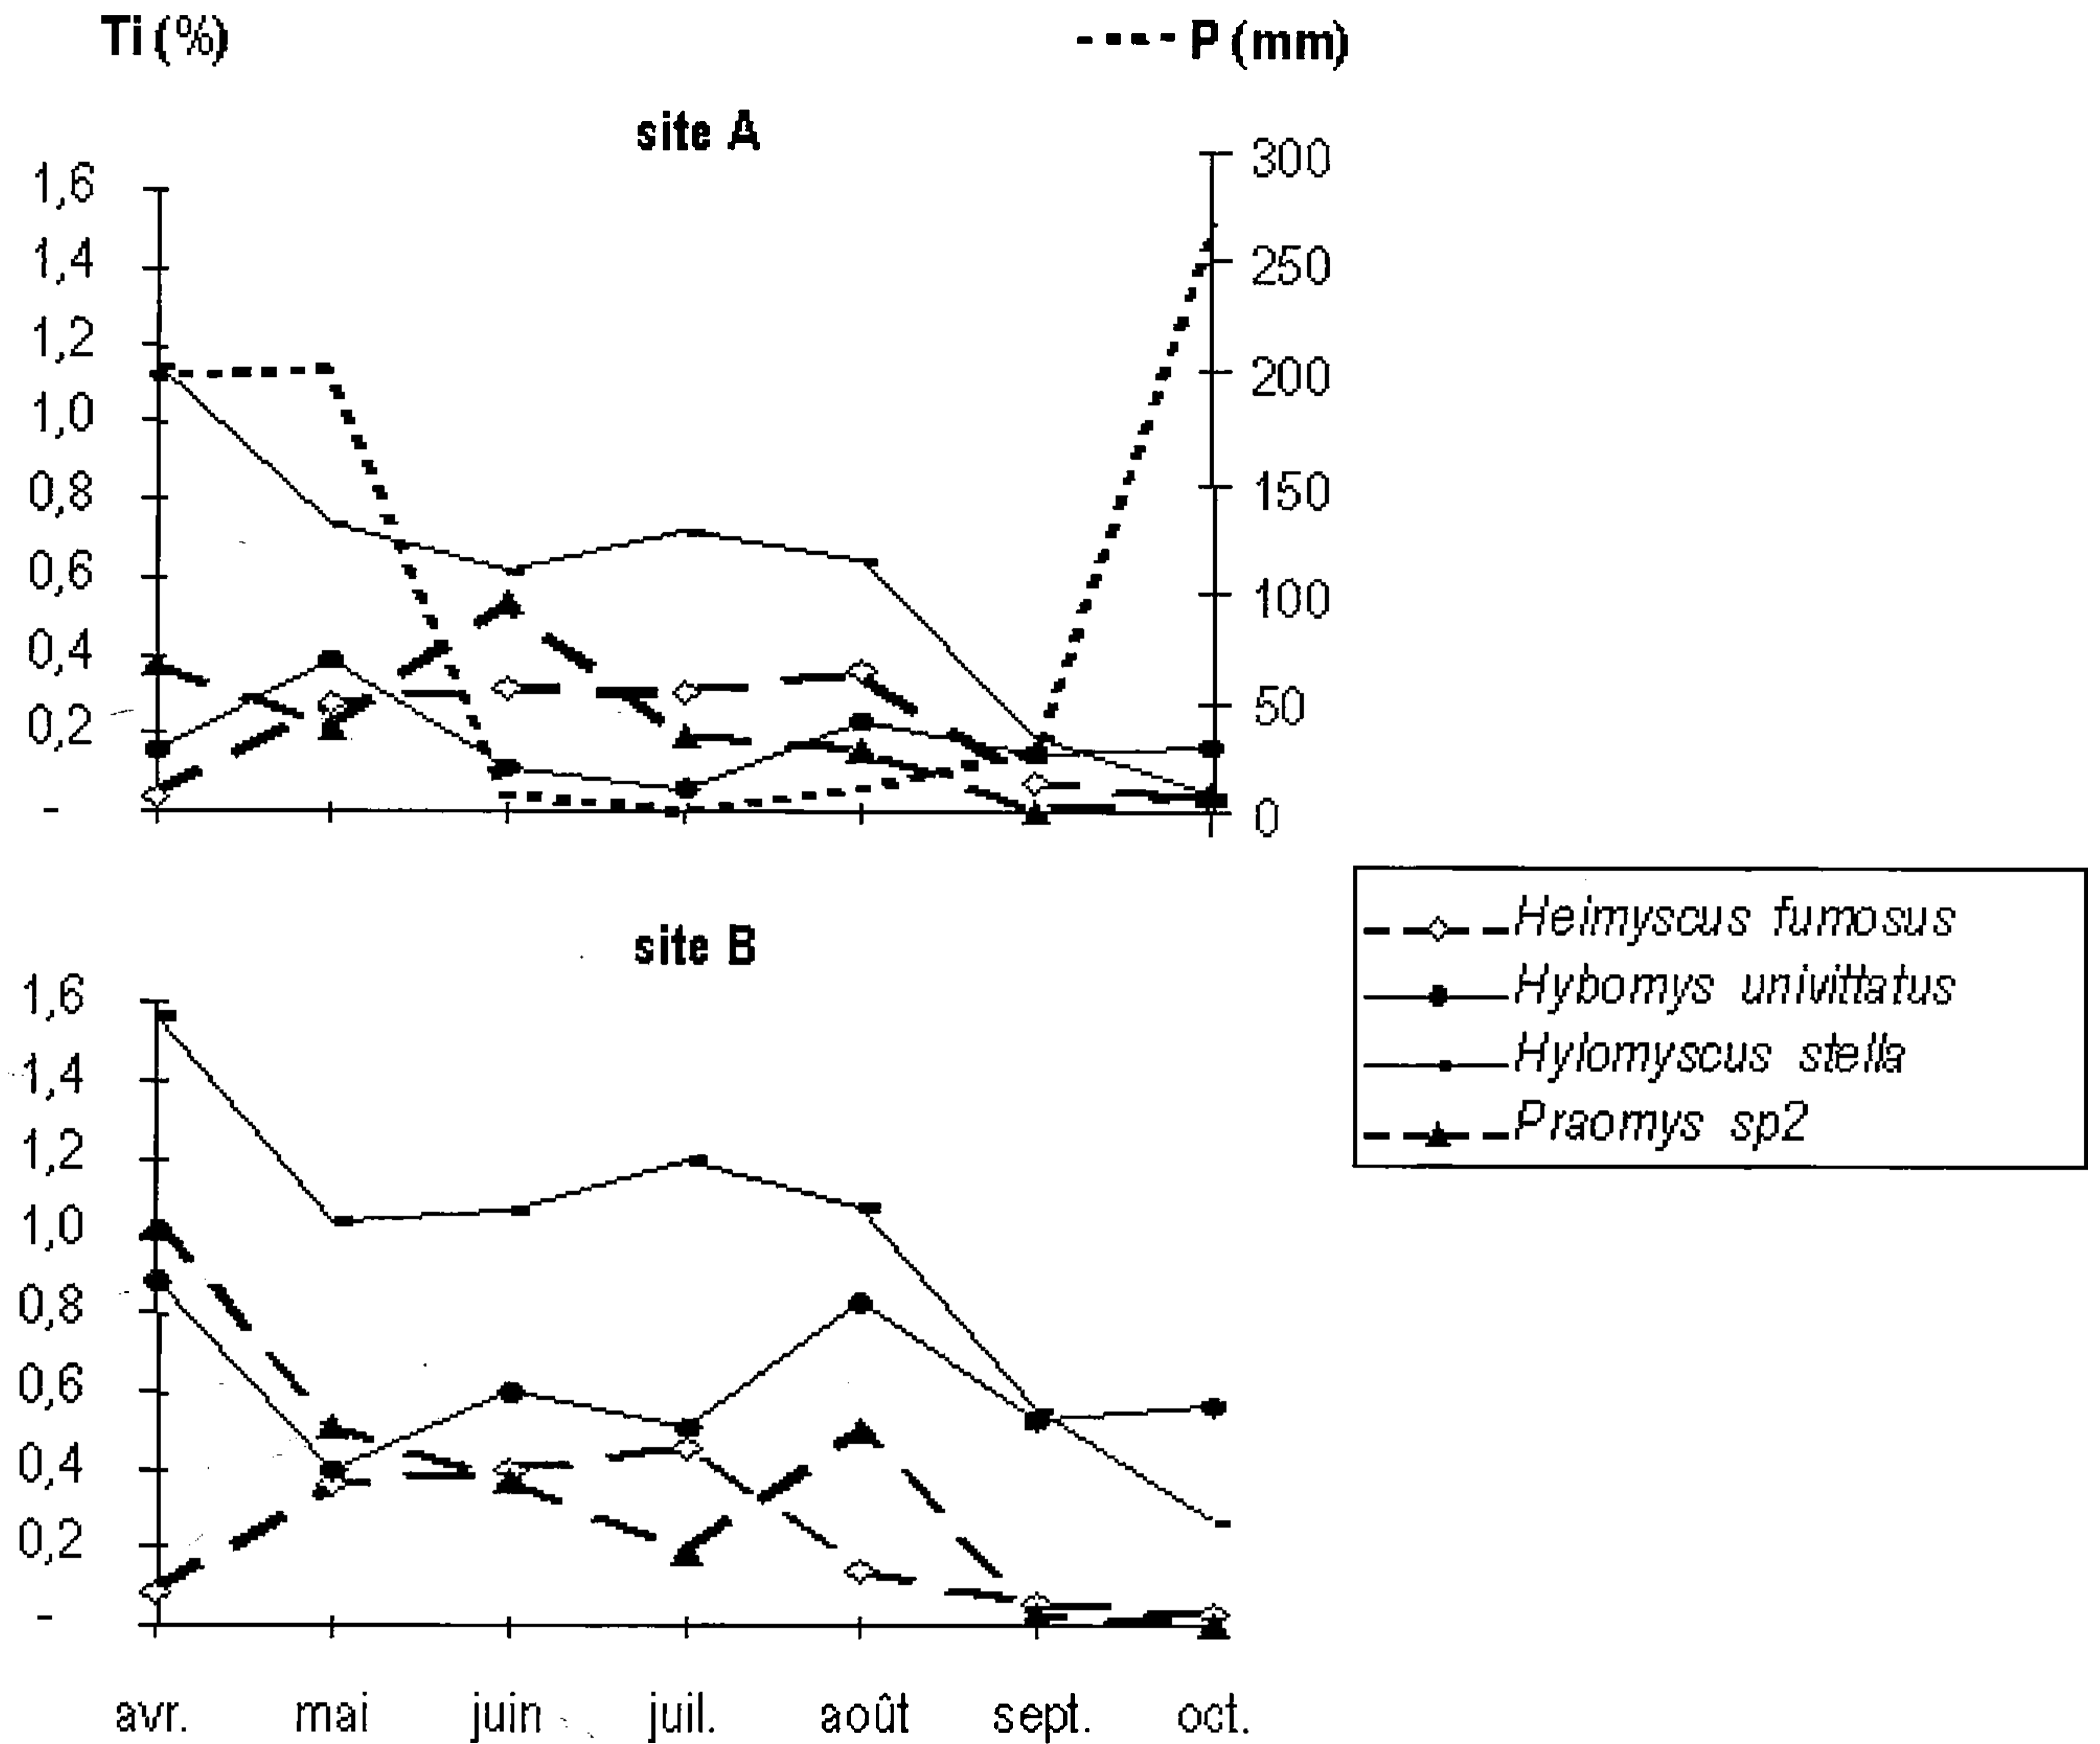 Ti (%)
P (mm)
site A
1,6
1,4
1,2
1,0
0,8
0,6
0,4
0,2
-
300
250
200
150
100
50
0
Heimyscus fumosus
Hybomys univittatus
Hylomyscus stella
Praomys sp2
site B
1,6
1,4
1,2
1,0
0,8
0,6
0,4
0,2
-
avr. mai juin juil. août sept. oct.